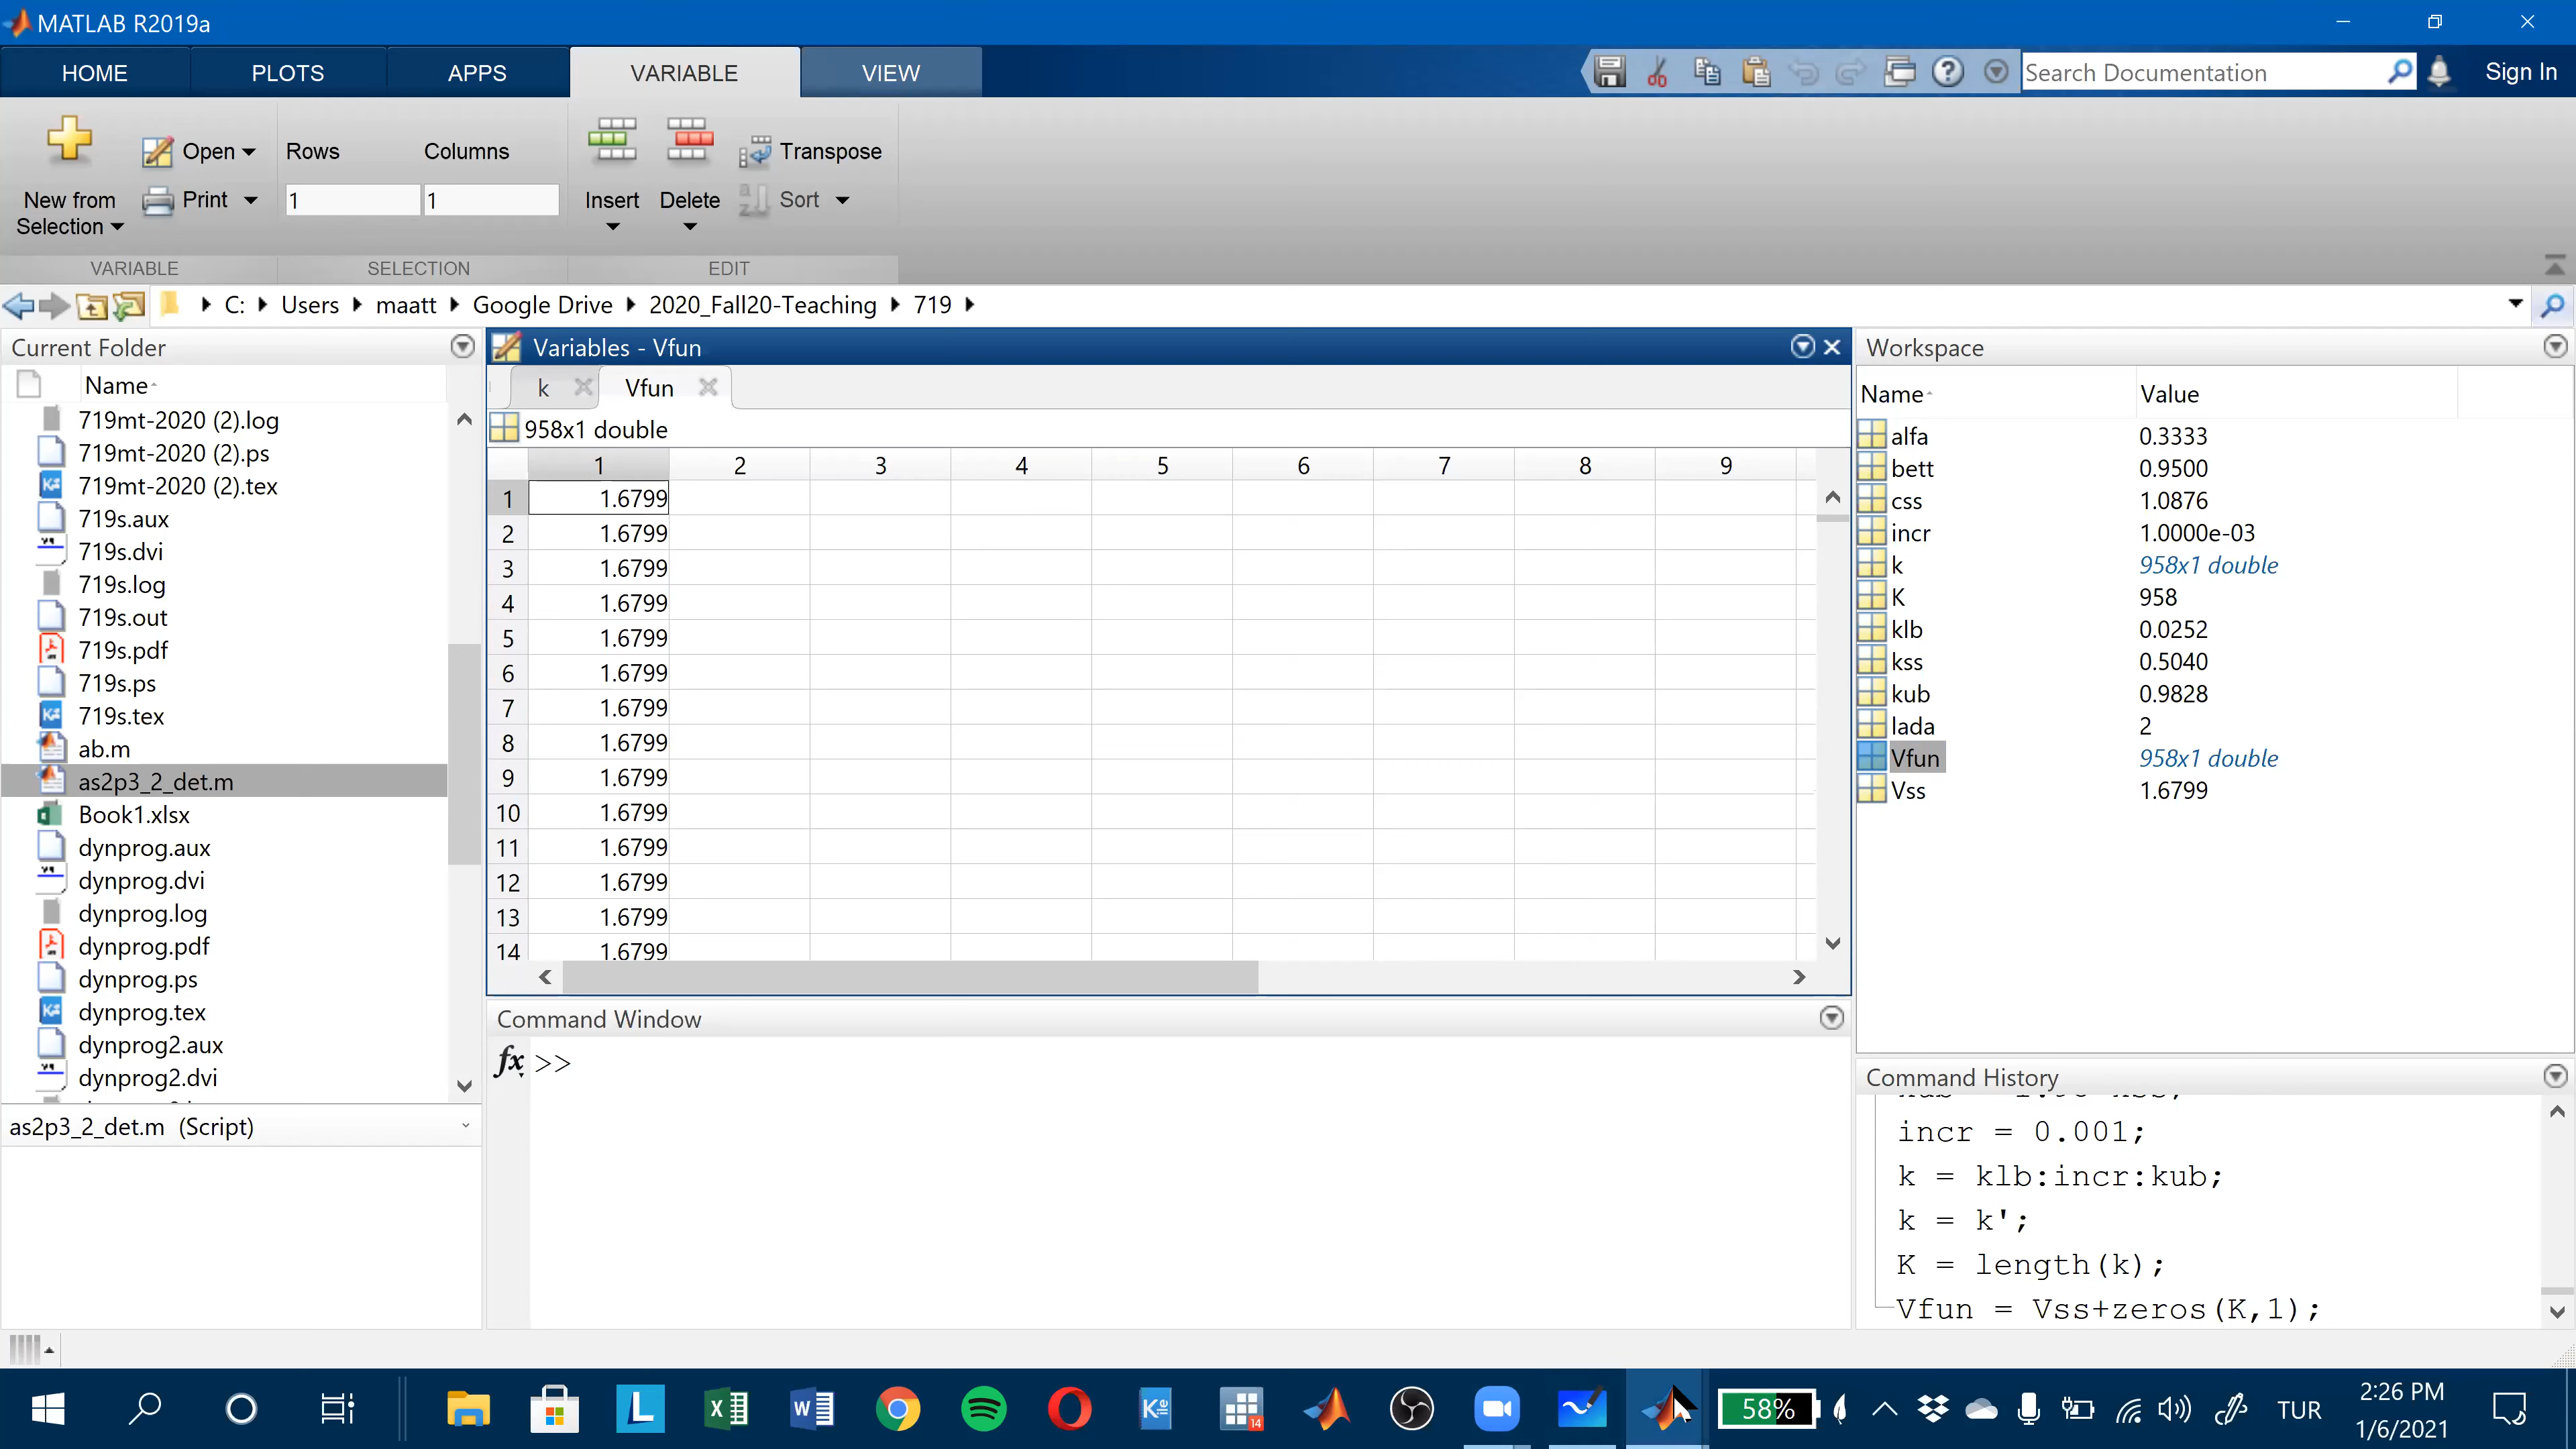 MATLAB R2019a
HOME PLOTS APPS VARIABLE VIEW Search Documentation Sign In
New from Selection Open Print Rows Columns Insert Delete Transpose Sort
1 1
VARIABLE SELECTION EDIT
C: Users maatt Google Drive 2020_Fall20-Teaching 719
Current Folder
Name
719mt-2020 (2).log
719mt-2020 (2).ps
719mt-2020 (2).tex
719s.aux
719s.dvi
719s.log
719s.out
719s.pdf
719s.ps
719s.tex
ab.m
as2p3_2_det.m
Book1.xlsx
dynprog.aux
dynprog.dvi
dynprog.log
dynprog.pdf
dynprog.ps
dynprog.tex
dynprog2.aux
dynprog2.dvi
as2p3_2_det.m (Script)
Variables - Vfun
k Vfun
958x1 double
1 2 3 4 5 6 7 8 9
1 1.6799
2 1.6799
3 1.6799
4 1.6799
5 1.6799
6 1.6799
7 1.6799
8 1.6799
9 1.6799
10 1.6799
11 1.6799
12 1.6799
13 1.6799
14 1.6799
Command Window
fx >>
Workspace
Name Value
alfa 0.3333
bett 0.9500
css 1.0876
incr 1.0000e-03
k 958x1 double
K 958
klb 0.0252
kss 0.5040
kub 0.9828
lada 2
Vfun 958x1 double
Vss 1.6799
Command History
incr = 0.001;
k = klb:incr:kub;
k = k';
K = length(k);
Vfun = Vss+zeros(K,1);
58% TUR 2:26 PM
1/6/2021